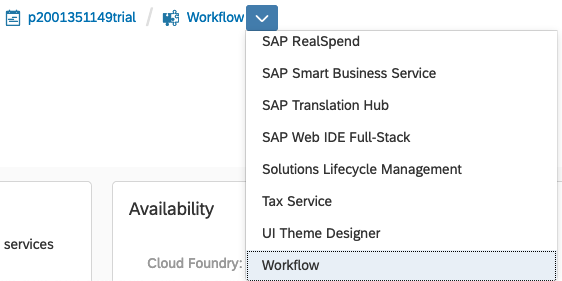 p2001351149trial / Workflow
SAP RealSpend
SAP Smart Business Service
SAP Translation Hub
SAP Web IDE Full-Stack
Solutions Lifecycle Management
Tax Service
UI Theme Designer
Workflow
services
Availability
Cloud Foundry: